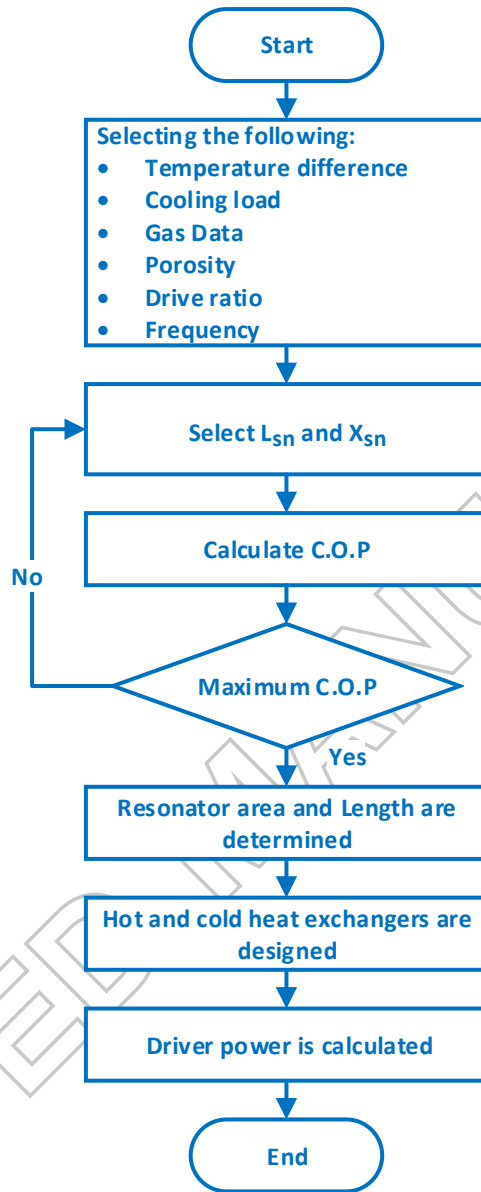 Start
Selecting the following:
• Temperature difference
• Cooling load
• Gas Data
• Porosity
• Drive ratio
• Frequency
Select Lsn and Xsn
Calculate C.O.P
No
Maximum C.O.P
Yes
Resonator area and Length are
determined
Hot and cold heat exchangers are
designed
Driver power is calculated
End